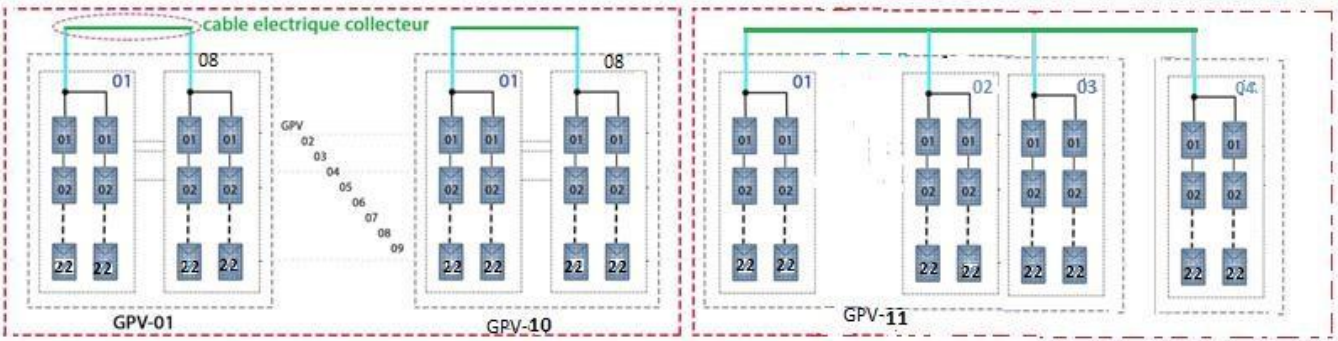 cable electrique collecteur
01 08 01 08 01 02 03 04
01 01 01 01 01 01 01 01 01 01 01 01 01 01 01 01
GPV
02
03
04
05
06
07
08
09
02 02 02 02 02 02 02 02 02 02 02 02 02 02 02 02
22 22 22 22 22 22 22 22 22 22 22 22 22 22 22 22
GPV-01
GPV-10
GPV-11